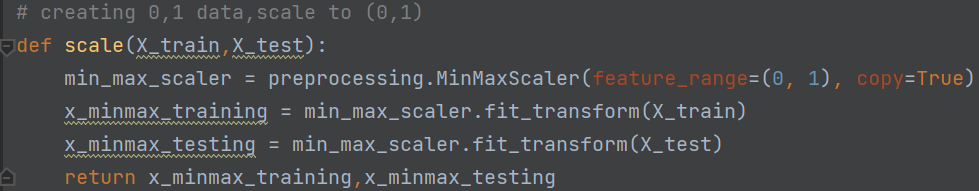 # creating 0,1 data,scale to (0,1)
def scale(X_train,X_test):
    min_max_scaler = preprocessing.MinMaxScaler(feature_range=(0, 1), copy=True)
    x_minmax_training = min_max_scaler.fit_transform(X_train)
    x_minmax_testing = min_max_scaler.fit_transform(X_test)
    return x_minmax_training,x_minmax_testing